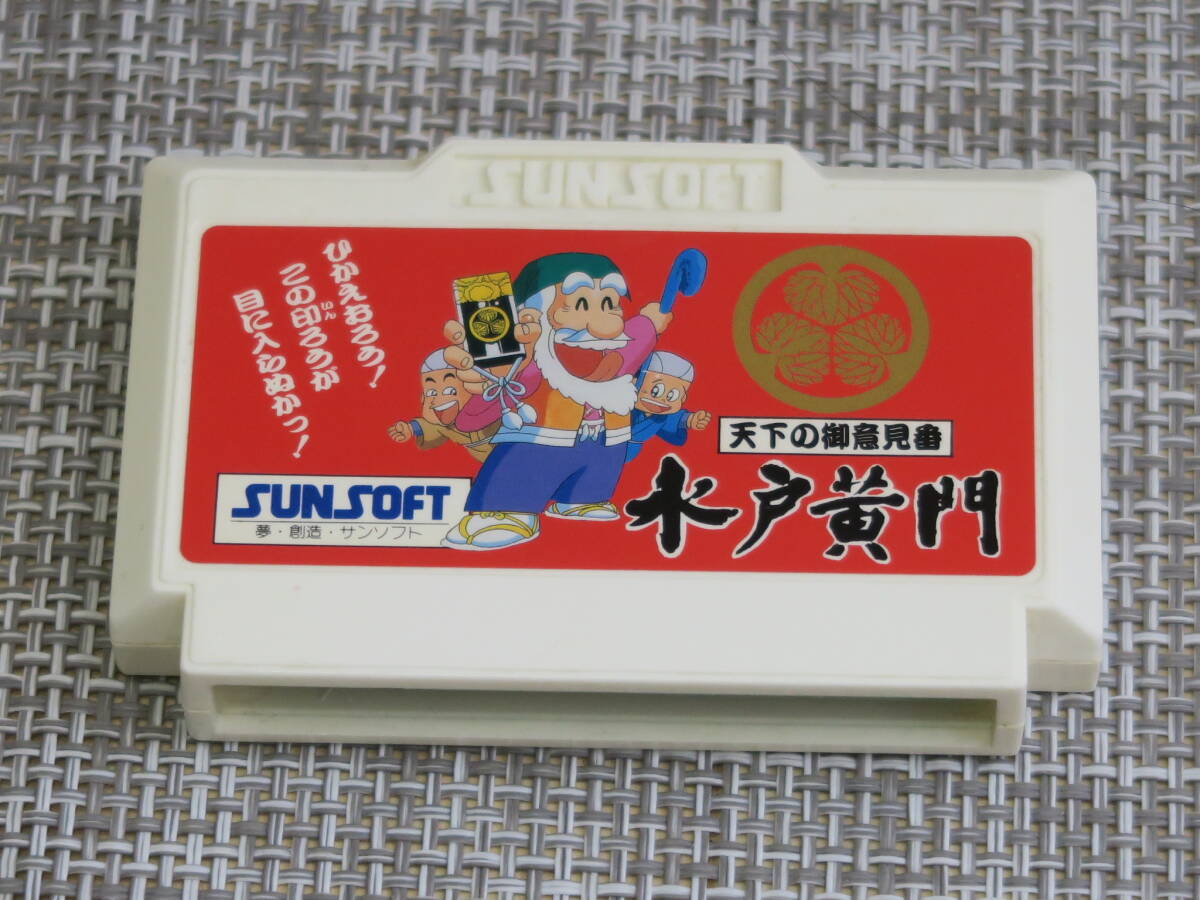 SUNSOFT
ひかえおろう!
この印ろうが
いん
目に入らぬかっ!
天下の御意見番
水戸黄門
SUNSOFT
夢・創造・サンソフト